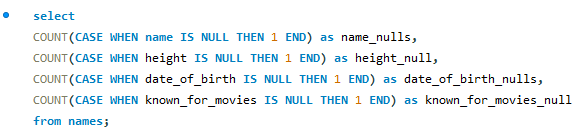 select
COUNT(CASE WHEN name IS NULL THEN 1 END) as name_nulls,
COUNT(CASE WHEN height IS NULL THEN 1 END) as height_null,
COUNT(CASE WHEN date_of_birth IS NULL THEN 1 END) as date_of_birth_nulls,
COUNT(CASE WHEN known_for_movies IS NULL THEN 1 END) as known_for_movies_null
from names;